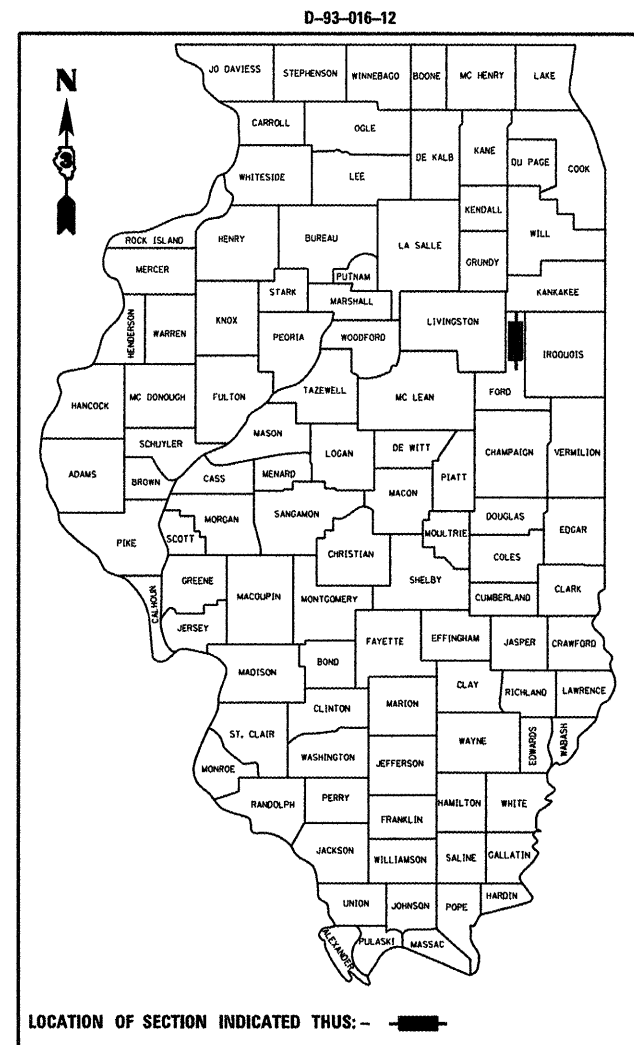 D-93-016-12
JO DAVIESS
STEPHENSON
WINNEBAGO
BOONE
MC HENRY
LAKE
N
CARROLL
OGLE
3
DE KALB
KANE
DU PAGE
COOK
WHITESIDE
LEE
KENDALL
WILL
ROCK ISLAND
HENRY
BUREAU
LA SALLE
GRUNDY
MERCER
PUTNAM
STARK
MARSHALL
KANKAKEE
HENDERSON
WARREN
KNOX
PEORIA
WOODFORD
LIVINGSTON
IROQUOIS
HANCOCK
MC DONOUGH
FULTON
TAZEWELL
MC LEAN
FORD
SCHUYLER
MASON
LOGAN
DE WITT
CHAMPAIGN
VERMILION
ADAMS
BROWN
CASS
MENARD
MACON
PIATT
PIKE
SCOTT
MORGAN
SANGAMON
CHRISTIAN
MOULTRIE
DOUGLAS
EDGAR
COLES
CALHOUN
GREENE
MACOUPIN
MONTGOMERY
SHELBY
CUMBERLAND
CLARK
JERSEY
FAYETTE
EFFINGHAM
JASPER
CRAWFORD
MADISON
BOND
CLAY
RICHLAND
LAWRENCE
CLINTON
MARION
ST. CLAIR
WAYNE
EDWARDS
WABASH
MONROE
WASHINGTON
JEFFERSON
RANDOLPH
PERRY
HAMILTON
WHITE
FRANKLIN
JACKSON
WILLIAMSON
SALINE
GALLATIN
UNION
JOHNSON
POPE
HARDIN
ALEXANDER
PULASKI
MASSAC
LOCATION OF SECTION INDICATED THUS: -